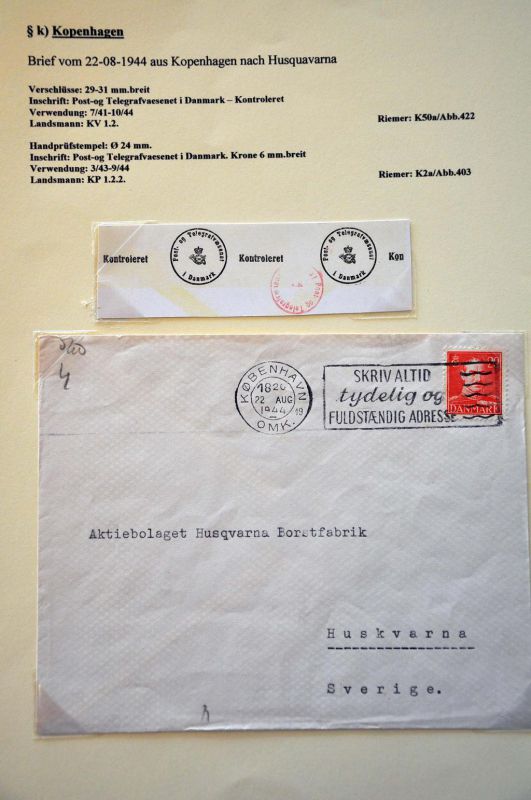 § k) Kopenhagen
Brief vom 22-08-1944 aus Kopenhagen nach Husquavarna
Verschlüsse: 29-31 mm.breit
Inschrift: Post-og Telegrafvaesenet i Danmark – Kontroleret
Verwendung: 7/41-10/44
Landsmann: KV 1.2.
Riemer: K50a/Abb.422
Handprüfstempel: Ø 24 mm.
Inschrift: Post-og Telegrafvaesenet i Danmark. Krone 6 mm.breit
Verwendung: 3/43-9/44
Landsmann: KP 1.2.2.
Riemer: K2a/Abb.403
Kontroleret
Post- og Telegrafvæsenet
i Danmark
Kontroleret
Post- og Telegrafvæsenet
i Danmark
Kon
KØBENHAVN
1820
22 AUG
1944
19
OMK.
SKRIV ALTID
tydelig og
FULDSTÆNDIG ADRESSE
20
DANMARK
Aktiebolaget Husqvarna Borstfabrik
Huskvarna
Sverige.